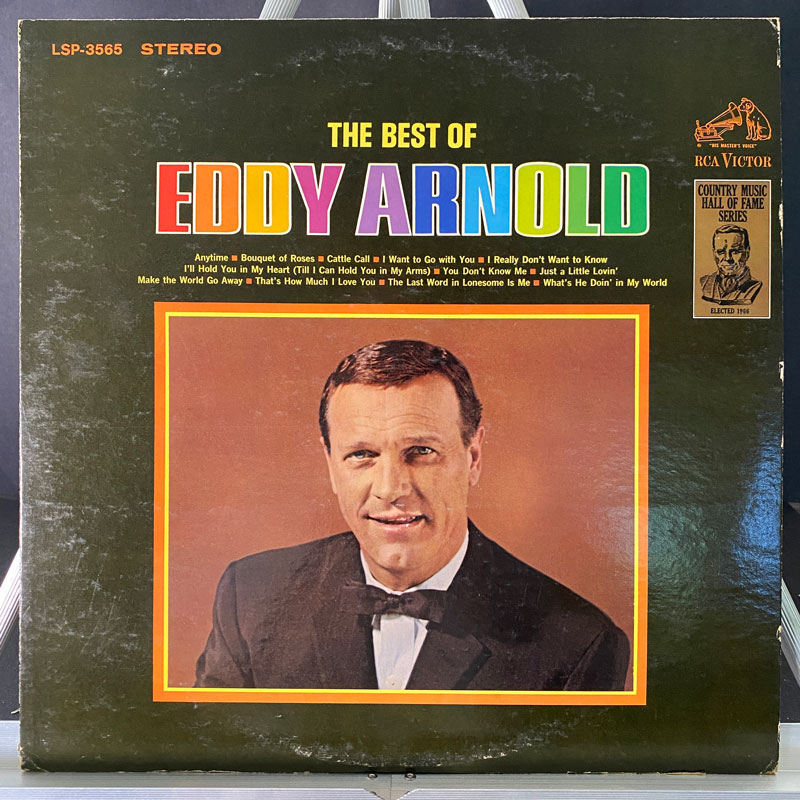 LSP-3565 STEREO
THE BEST OF
EDDY ARNOLD
Anytime ■ Bouquet of Roses ■ Cattle Call ■ I Want to Go with You ■ I Really Don't Want to Know
I'll Hold You in My Heart (Till I Can Hold You in My Arms) ■ You Don't Know Me ■ Just a Little Lovin'
Make the World Go Away ■ That's How Much I Love You ■ The Last Word in Lonesome Is Me ■ What's He Doin' in My World
"HIS MASTER'S VOICE"
RCA VICTOR
COUNTRY MUSIC
HALL OF FAME
SERIES
ELECTED 1966